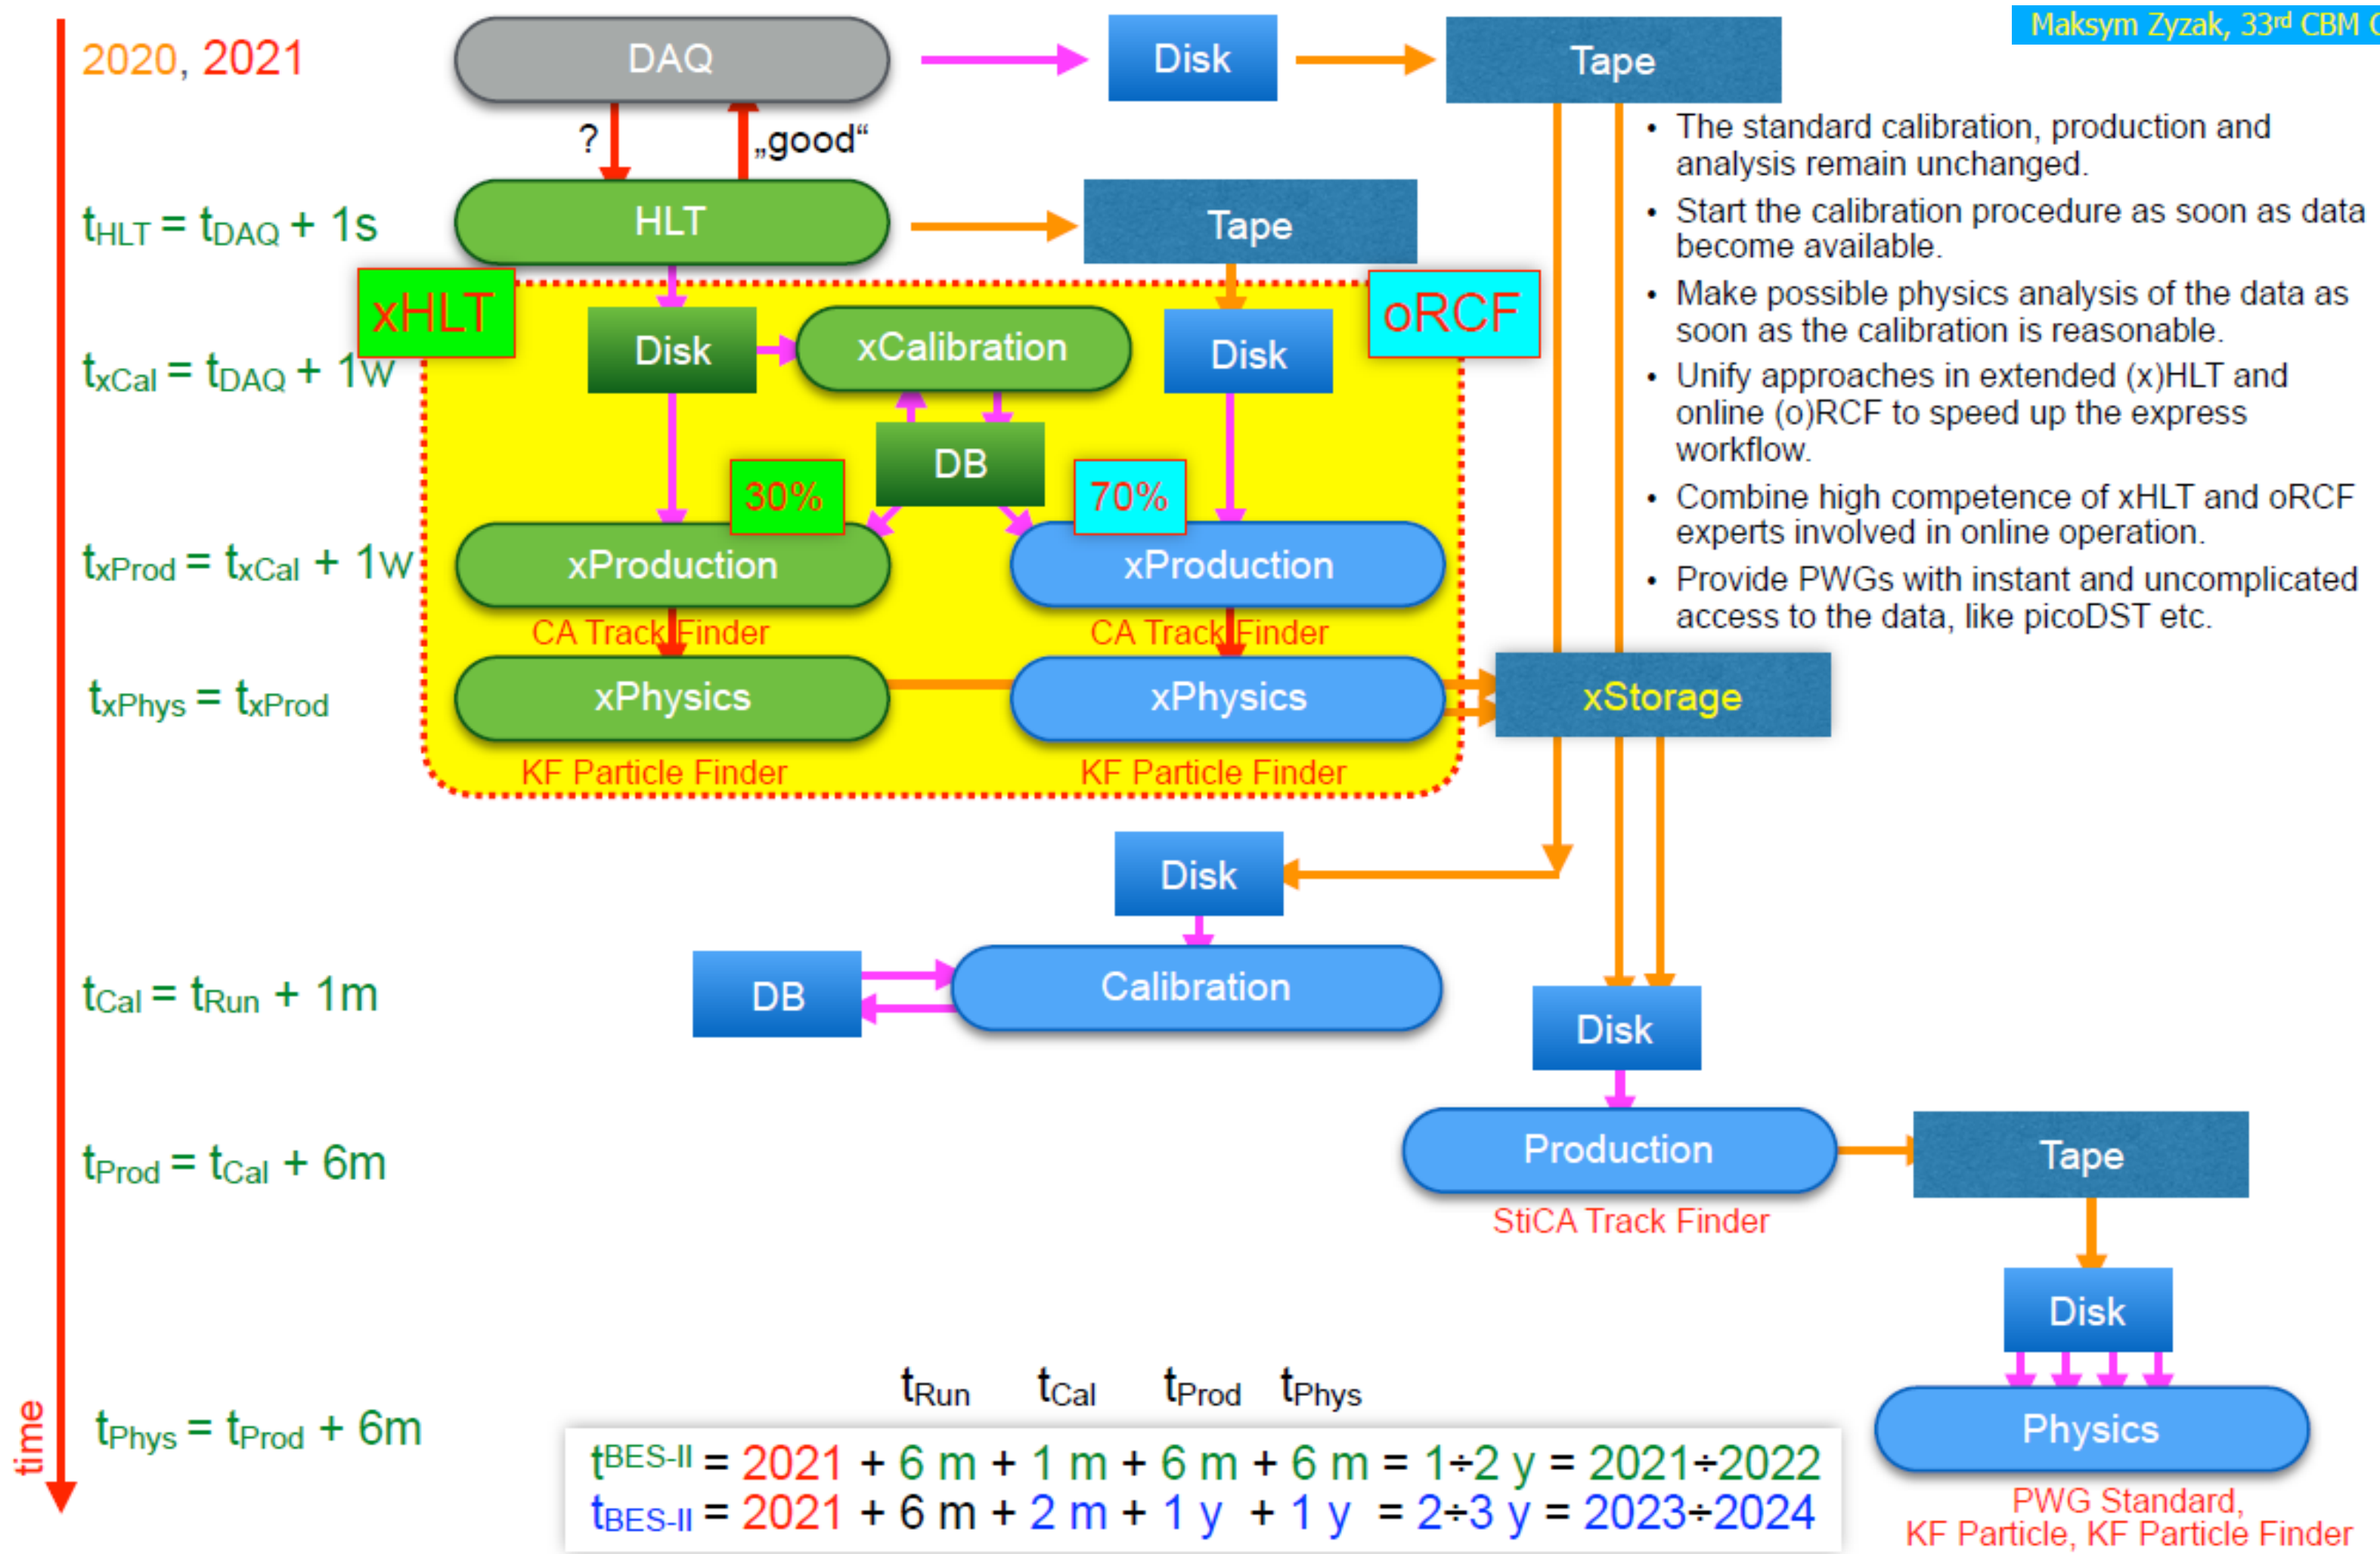 Maksym Zyzak, 33rd CBM C
2020, 2021
DAQ
Disk
Tape
?
„good“
tHLT = tDAQ + 1s
HLT
Tape
xHLT
oRCF
Disk
xCalibration
Disk
txCal = tDAQ + 1w
DB
30%
70%
txProd = txCal + 1w
xProduction
xProduction
CA Track Finder
CA Track Finder
txPhys = txProd
xPhysics
xPhysics
xStorage
KF Particle Finder
KF Particle Finder
• The standard calibration, production and
analysis remain unchanged.
• Start the calibration procedure as soon as data
become available.
• Make possible physics analysis of the data as
soon as the calibration is reasonable.
• Unify approaches in extended (x)HLT and
online (o)RCF to speed up the express
workflow.
• Combine high competence of xHLT and oRCF
experts involved in online operation.
• Provide PWGs with instant and uncomplicated
access to the data, like picoDST etc.
Disk
tCal = tRun + 1m
DB
Calibration
Disk
tProd = tCal + 6m
Production
Tape
StiCA Track Finder
Disk
time
tPhys = tProd + 6m
Physics
PWG Standard,
KF Particle, KF Particle Finder
tRun tCal tProd tPhys
tBES-II = 2021 + 6 m + 1 m + 6 m + 6 m = 1÷2 y = 2021÷2022
tBES-II = 2021 + 6 m + 2 m + 1 y + 1 y = 2÷3 y = 2023÷2024